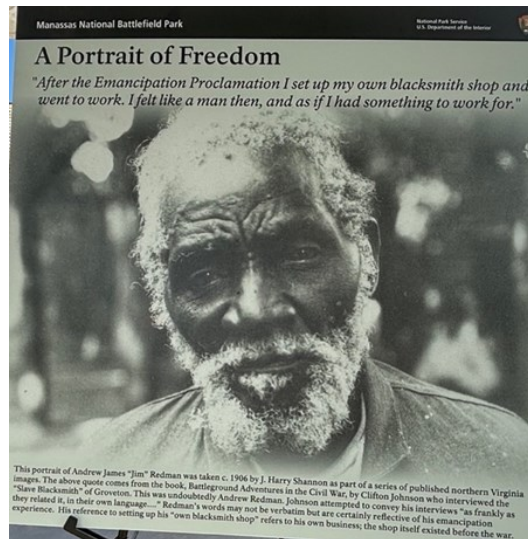 Manassas National Battlefield Park
National Park Service
U.S. Department of the Interior
A Portrait of Freedom
"After the Emancipation Proclamation I set up my own blacksmith shop and
went to work. I felt like a man then, and as if I had something to work for."
This portrait of Andrew James "Jim" Redman was taken c. 1906 by J. Harry Shannon as part of a series of published northern Virginia
images. The above quote comes from the book, Battleground Adventures in the Civil War, by Clifton Johnson who interviewed the
"Slave Blacksmith" of Groveton. This was undoubtedly Andrew Redman. Johnson attempted to convey his interviews "as frankly as
they related it, in their own language...." Redman's words may not be verbatim but are certainly reflective of his emancipation
experience. His reference to setting up his "own blacksmith shop" refers to his own business; the shop itself existed before the war.